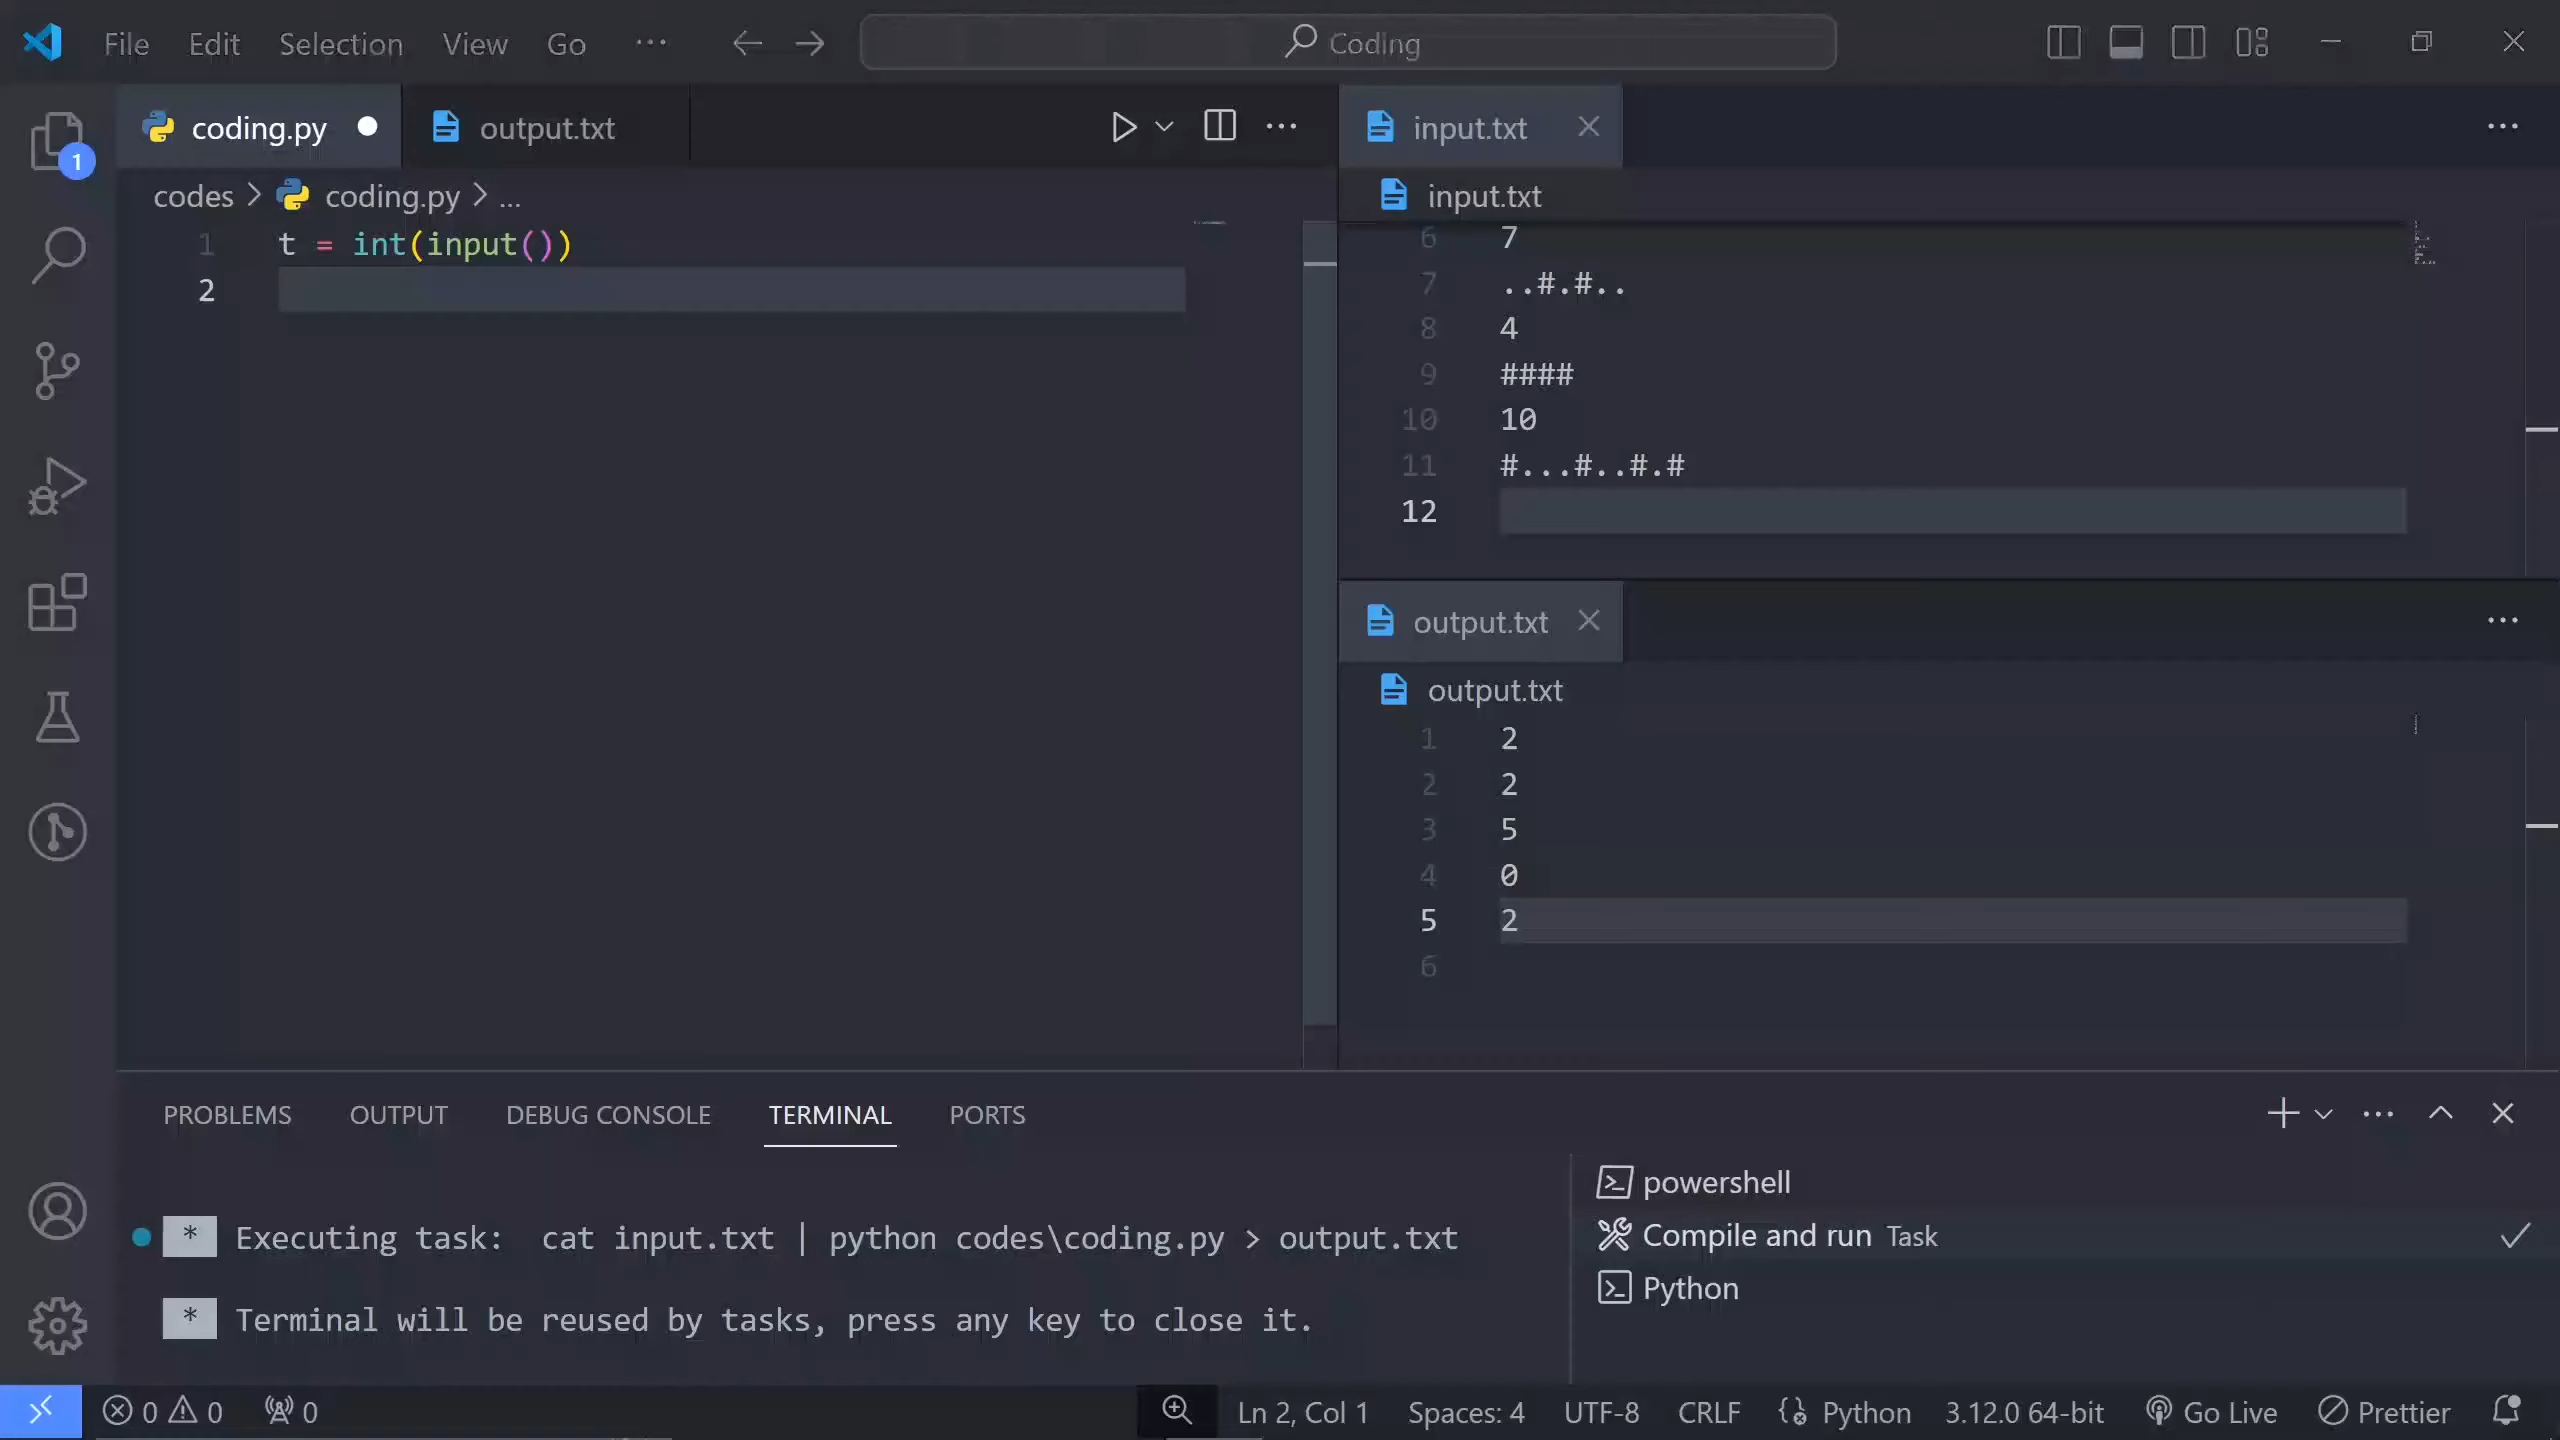 File Edit Selection View Go ··· Coding
1
coding.py output.txt
codes > coding.py > ...
1 t = int(input())
2
input.txt
input.txt
6 7
7 ..#.#..
8 4
9 ####
10 10
11 #...#..#.#
12
output.txt
output.txt
1 2
2 2
3 5
4 0
5 2
6
PROBLEMS OUTPUT DEBUG CONSOLE TERMINAL PORTS
* Executing task: cat input.txt | python codes\coding.py > output.txt
* Terminal will be reused by tasks, press any key to close it.
powershell
Compile and run Task
Python
0 0 0 Ln 2, Col 1 Spaces: 4 UTF-8 CRLF Python 3.12.0 64-bit Go Live Prettier